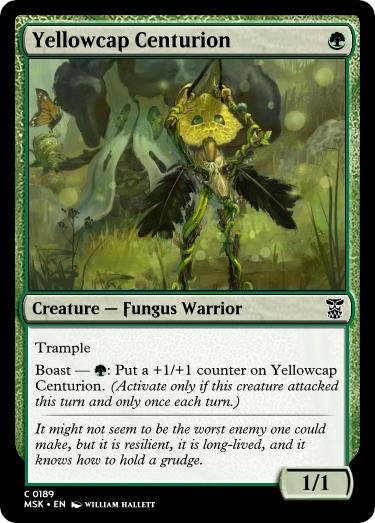 Yellowcap Centurion
Creature — Fungus Warrior
Trample
Boast — : Put a +1/+1 counter on Yellowcap
Centurion. (Activate only if this creature attacked
this turn and only once each turn.)
It might not seem to be the worst enemy one could
make, but it is resilient, it is long-lived, and it
knows how to hold a grudge.
1/1
C 0189
MSK • EN WILLIAM HALLETT